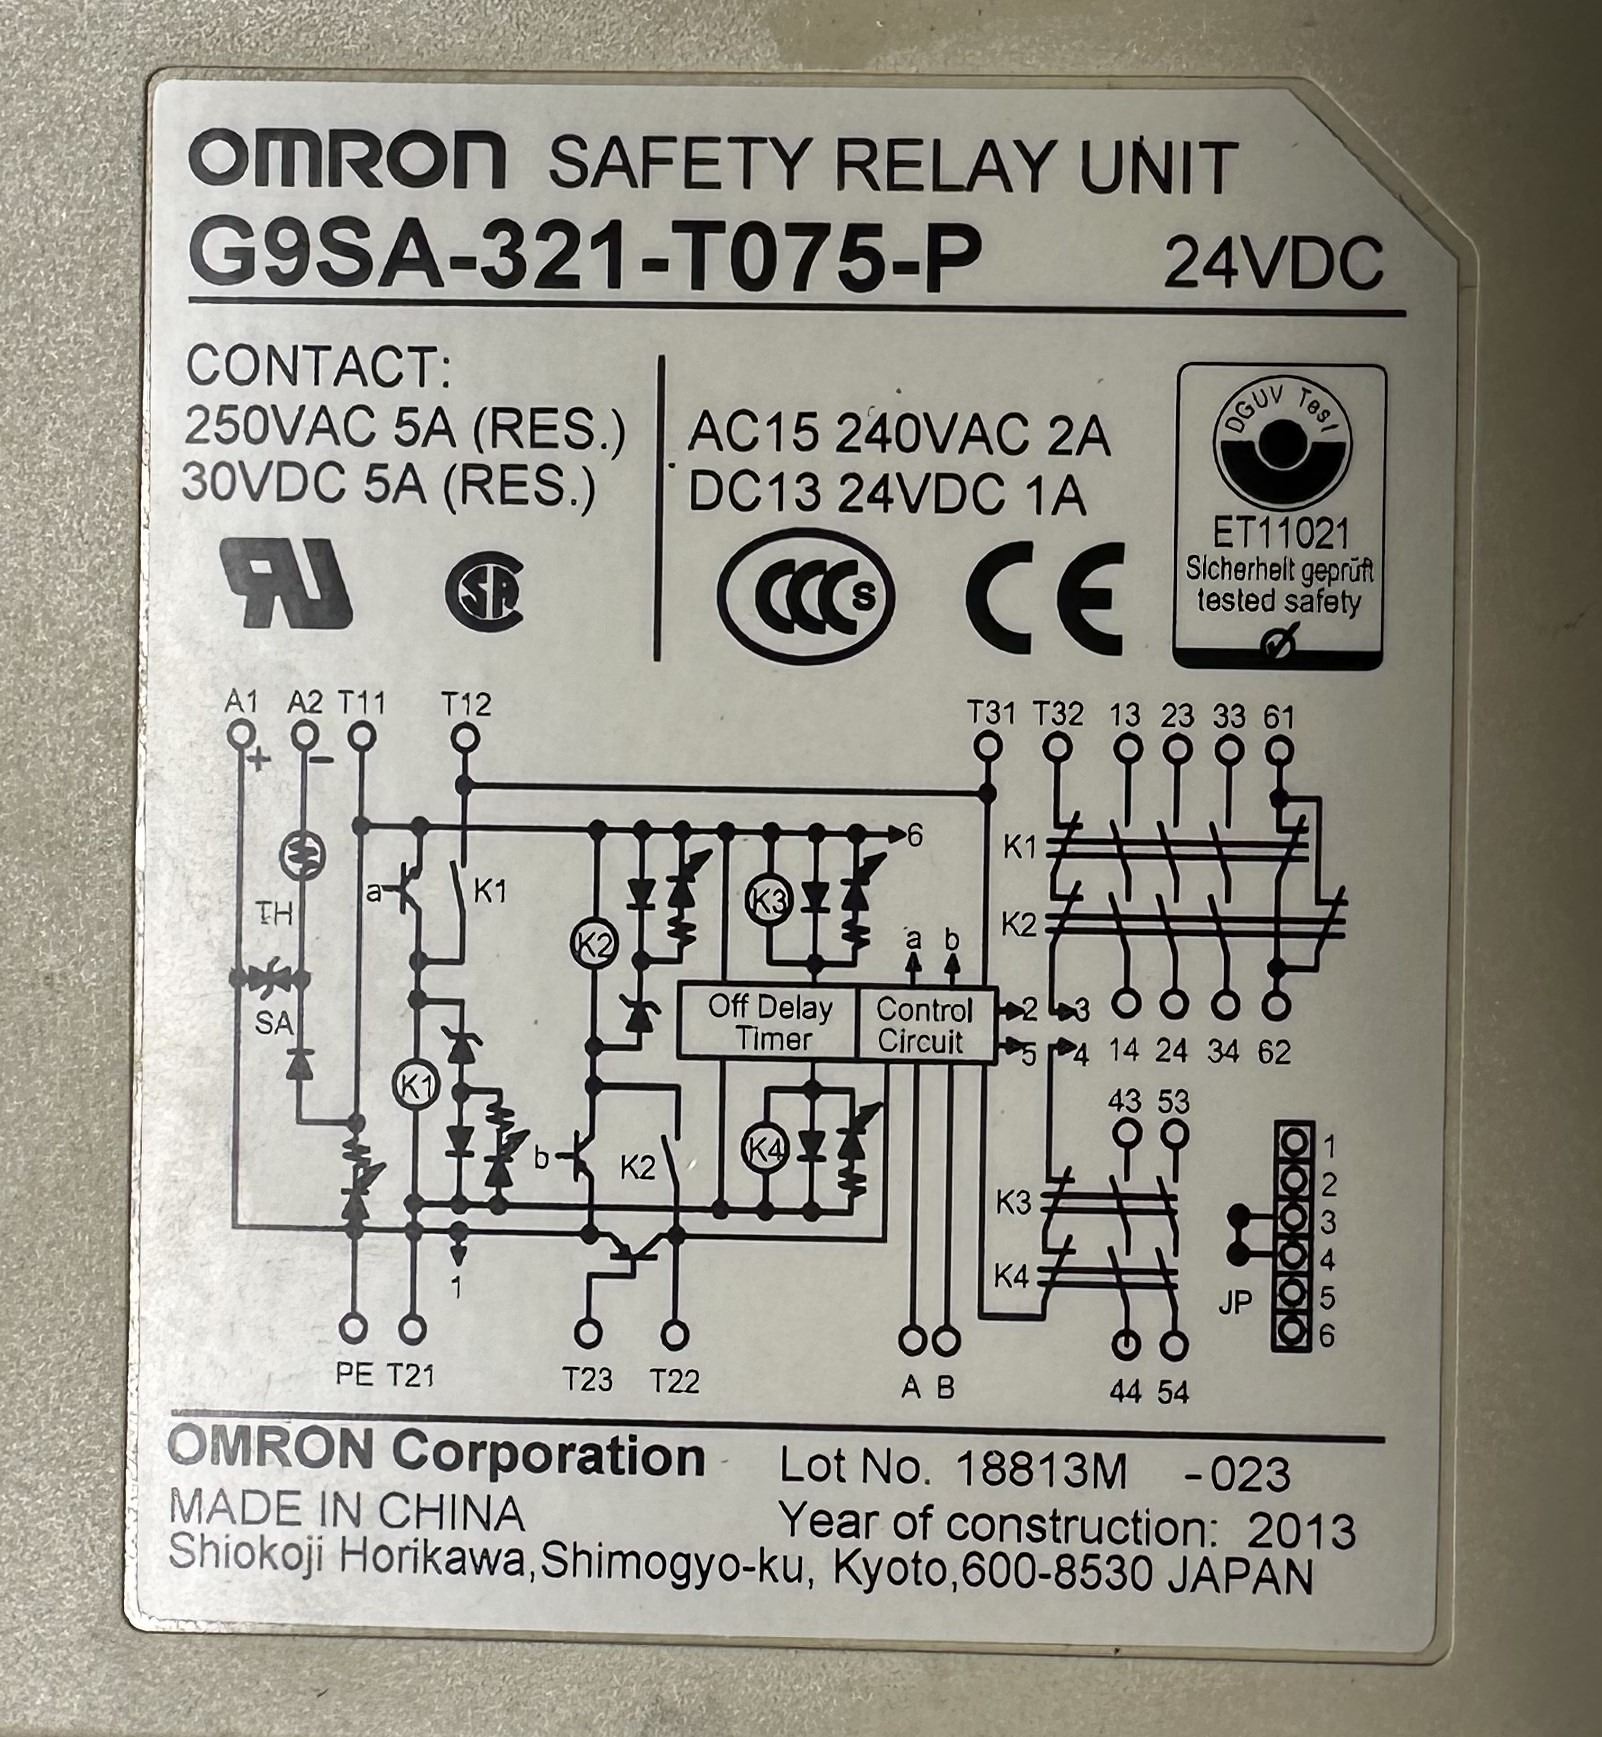 OMRON SAFETY RELAY UNIT
G9SA-321-T075-P 24VDC
CONTACT:
250VAC 5A (RES.)
30VDC 5A (RES.)
AC15 240VAC 2A
DC13 24VDC 1A
DGUV Test
ET11021
Sicherheit geprüft
tested safety
RU
SA
CCC S
CE
A1 A2 T11 T12 T31 T32 13 23 33 61
+ −
6
K1
a K1
K3
TH
K2
K2
a b
SA
Off Delay Timer
Control Circuit
2 3
5 4
14 24 34 62
K1
43 53
b K2 K4
K3
K4
1
JP
1
2
3
4
5
6
PE T21 T23 T22 A B 44 54
OMRON Corporation
Lot No. 18813M -023
MADE IN CHINA
Year of construction: 2013
Shiokoji Horikawa,Shimogyo-ku, Kyoto,600-8530 JAPAN